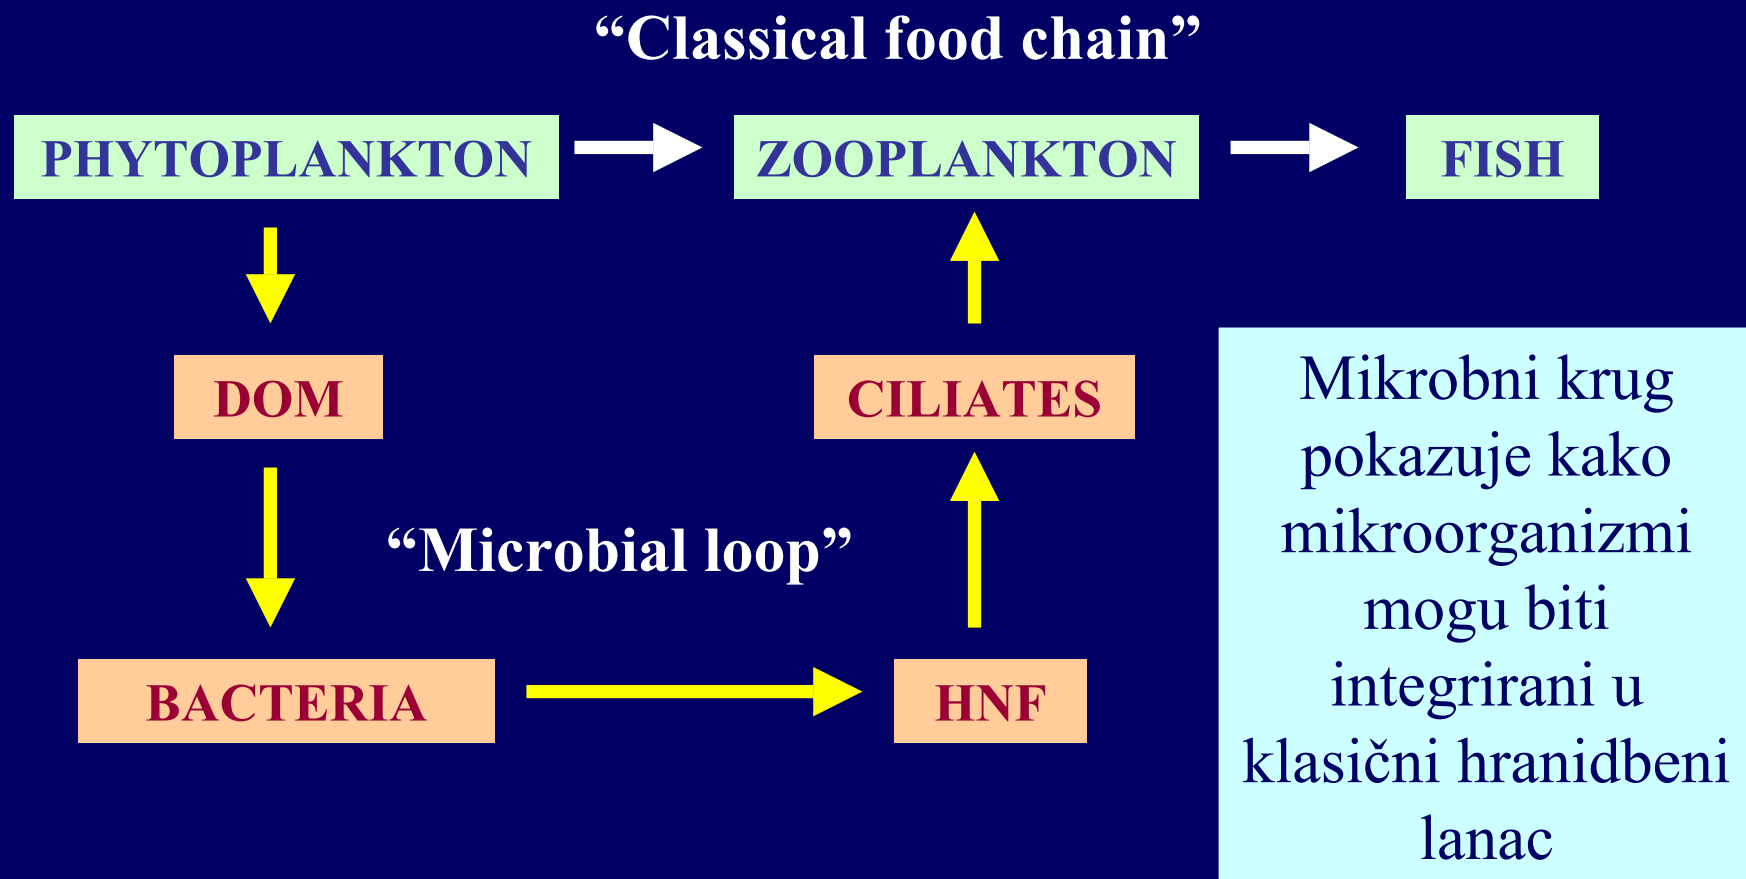 “Classical food chain”
PHYTOPLANKTON
ZOOPLANKTON
FISH
DOM
CILIATES
“Microbial loop”
BACTERIA
HNF
Mikrobni krug
pokazuje kako
mikroorganizmi
mogu biti
integrirani u
klasični hranidbeni
lanac